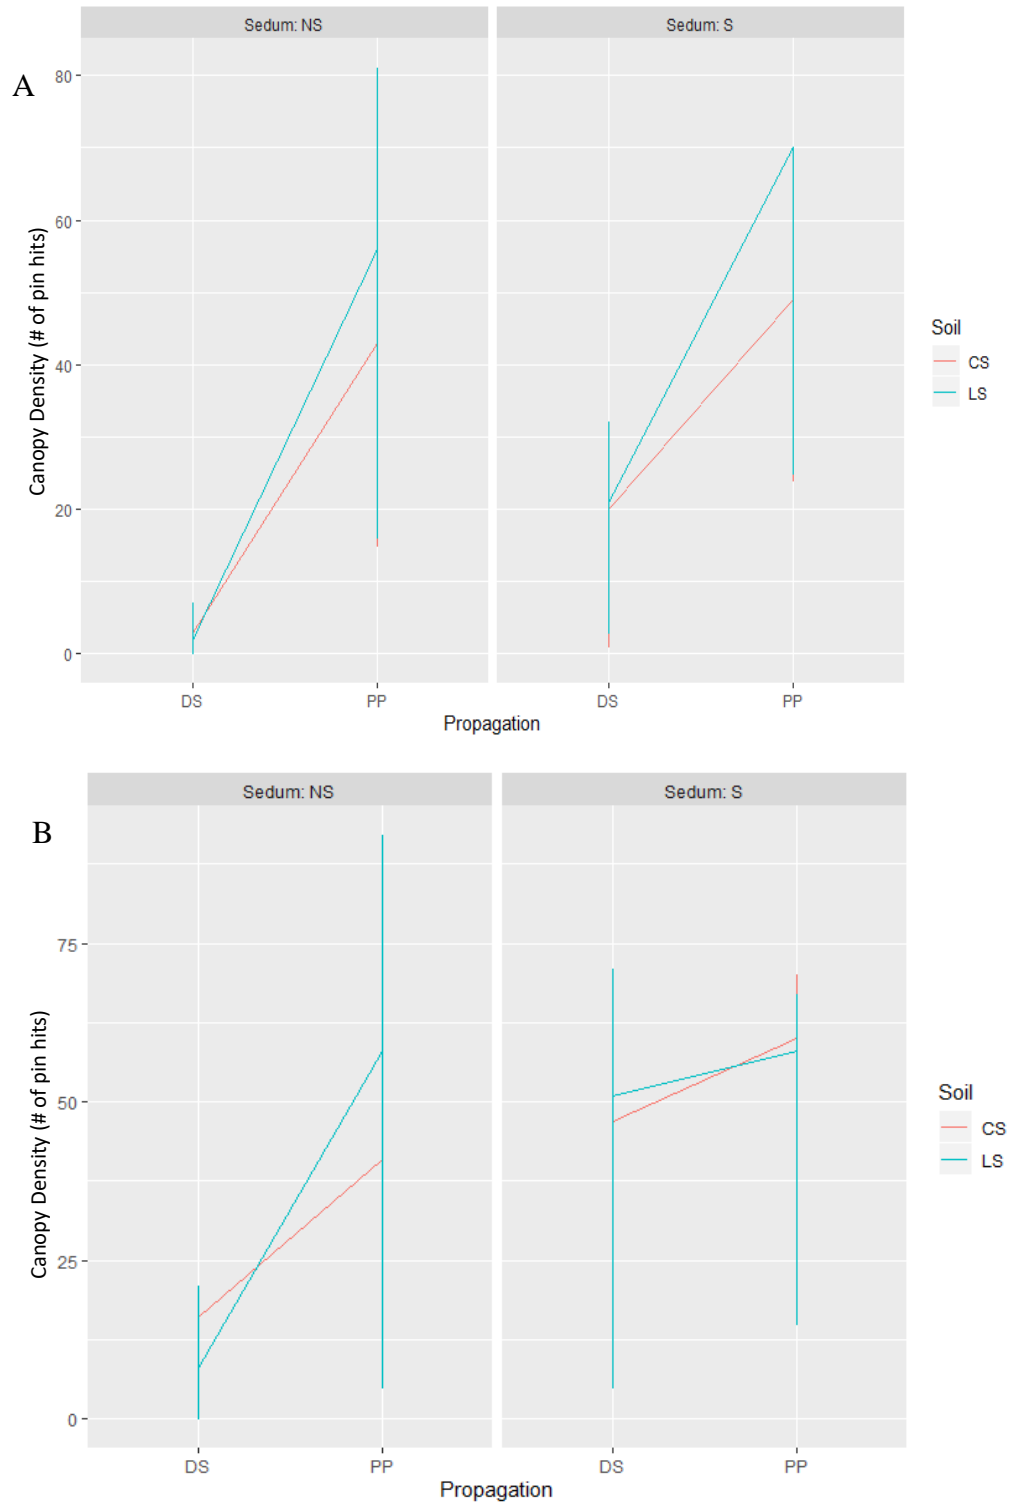 Sedum: NS
Sedum: S
A
80
60
40
20
0
Canopy Density (# of pin hits)
DS
PP
DS
PP
Propagation
Soil
CS
LS
Sedum: NS
Sedum: S
B
75
50
25
0
Canopy Density (# of pin hits)
DS
PP
DS
PP
Propagation
Soil
CS
LS